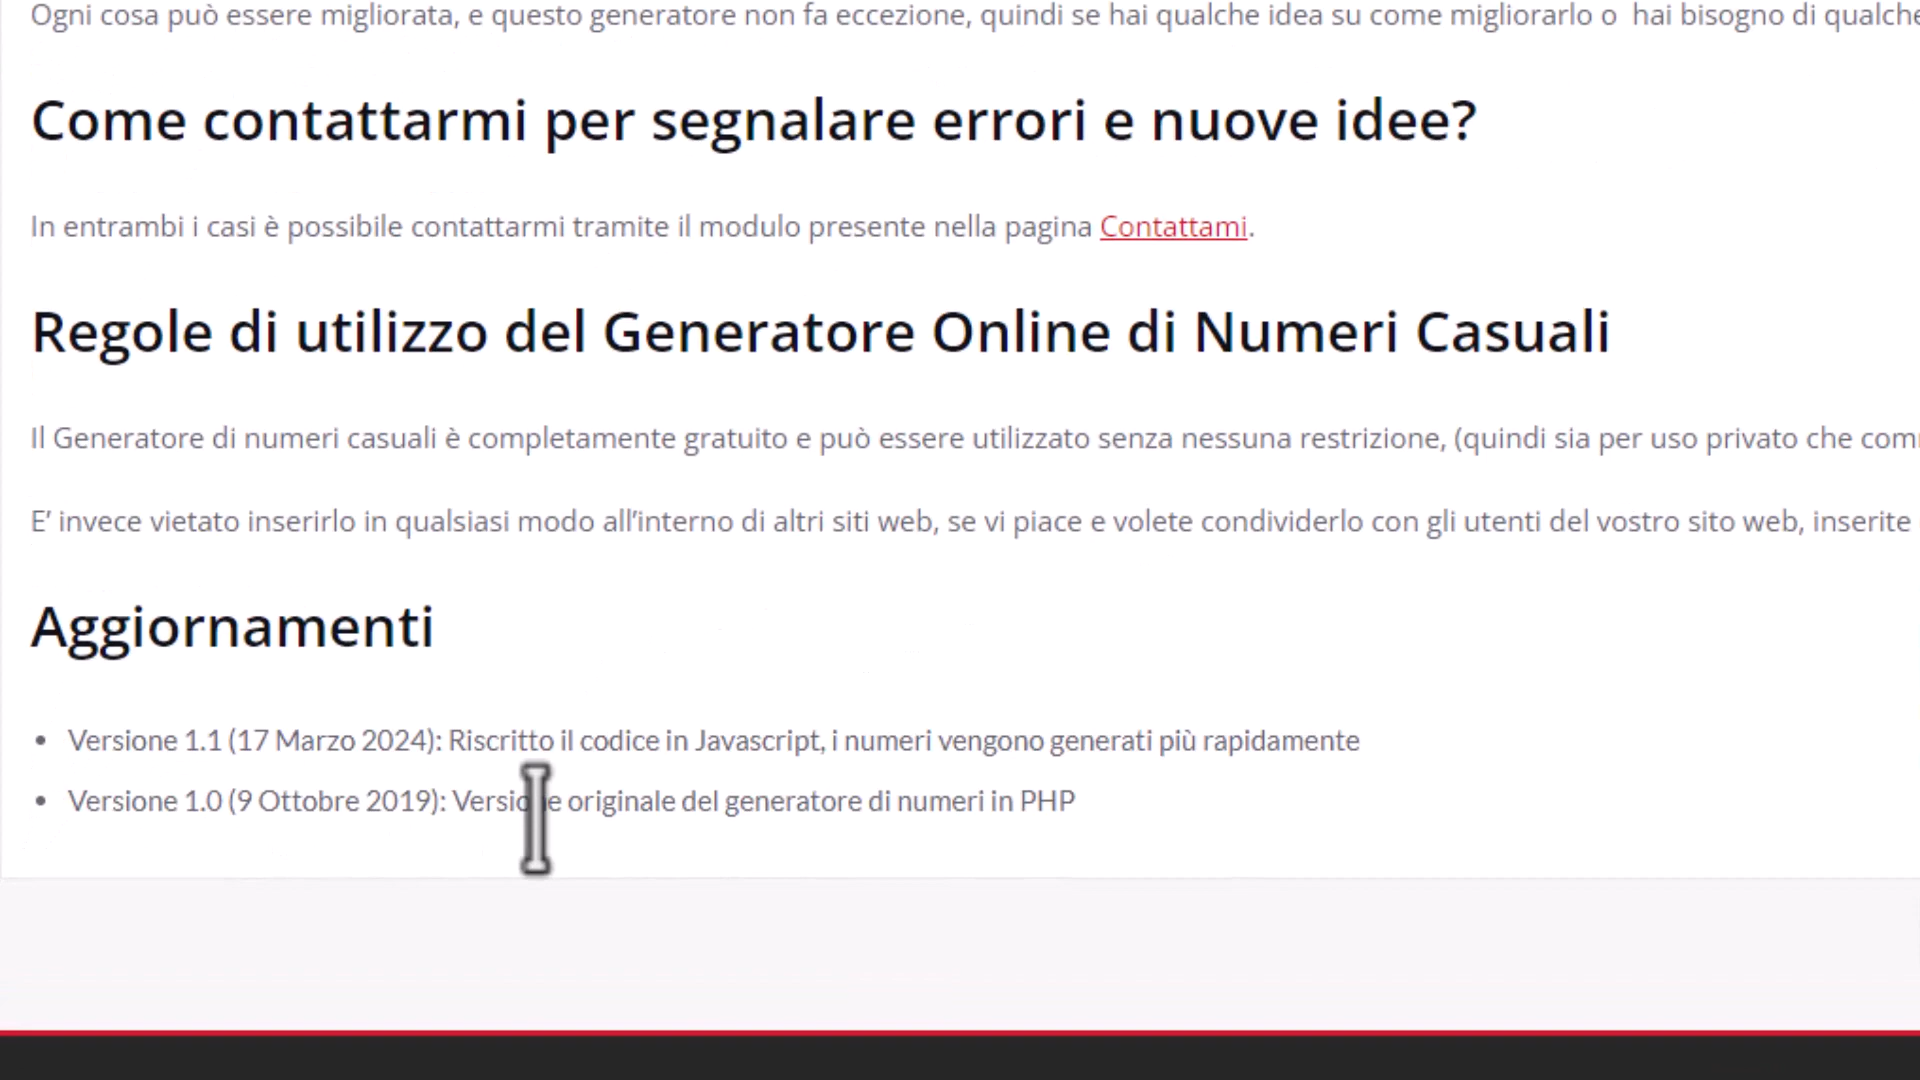 Ogni cosa può essere migliorata, e questo generatore non fa eccezione, quindi se hai qualche idea su come migliorarlo o hai bisogno di qualche
Come contattarmi per segnalare errori e nuove idee?
In entrambi i casi è possibile contattarmi tramite il modulo presente nella pagina Contattami.
Regole di utilizzo del Generatore Online di Numeri Casuali
Il Generatore di numeri casuali è completamente gratuito e può essere utilizzato senza nessuna restrizione, (quindi sia per uso privato che com
E’ invece vietato inserirlo in qualsiasi modo all’interno di altri siti web, se vi piace e volete condividerlo con gli utenti del vostro sito web, inserite
Aggiornamenti
• Versione 1.1 (17 Marzo 2024): Riscritto il codice in Javascript, i numeri vengono generati più rapidamente
• Versione 1.0 (9 Ottobre 2019): Versione originale del generatore di numeri in PHP